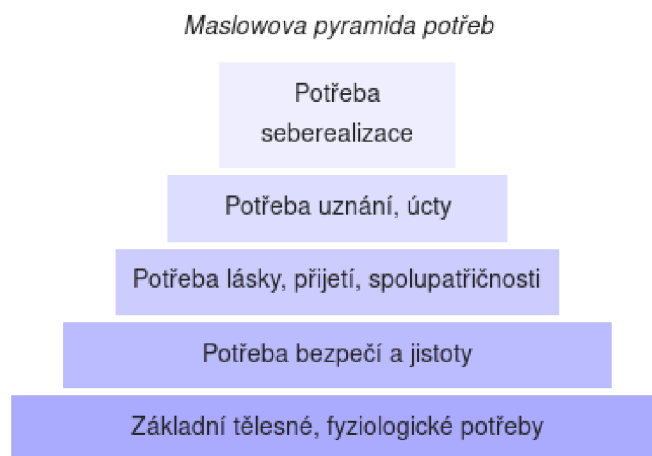 Maslowova pyramida potřeb
Potřeba
seberealizace
Potřeba uznání, úcty
Potřeba lásky, přijetí, spolupatřičnosti
Potřeba bezpečí a jistoty
Základní tělesné, fyziologické potřeby